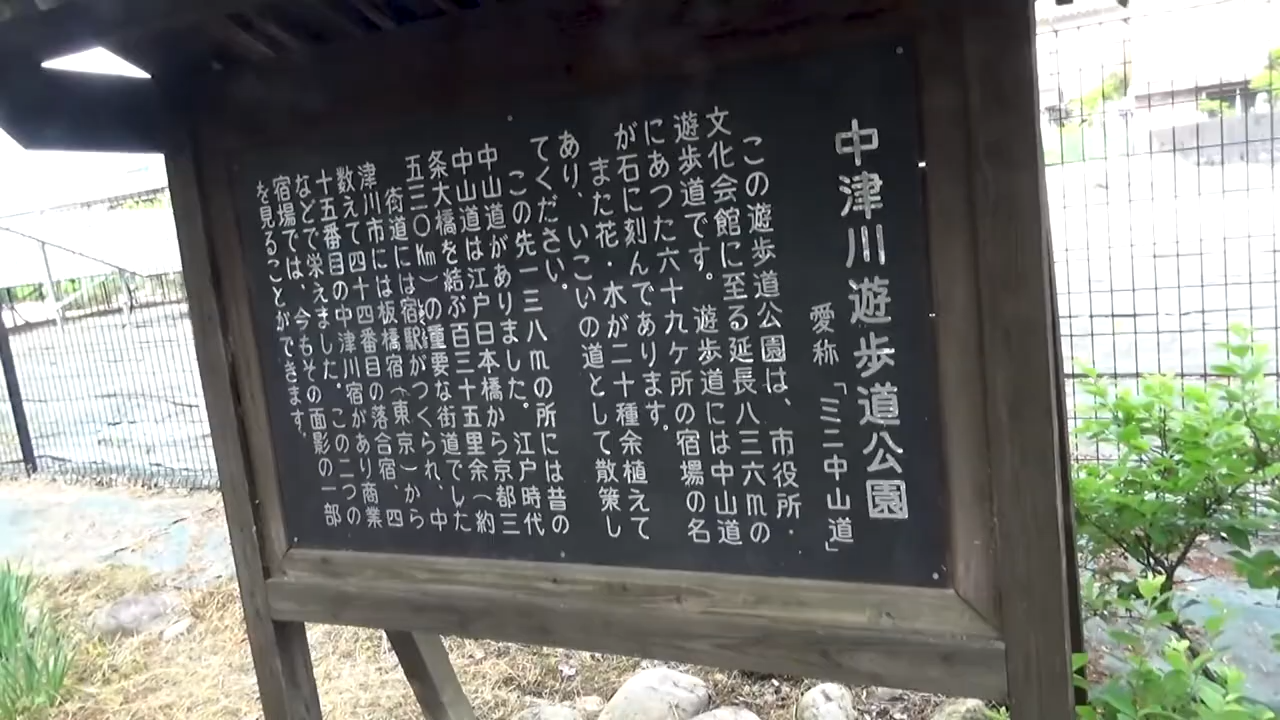 中津川遊歩道公園
愛称「ミニ中山道」
この遊歩道公園は、市役所・
文化会館に至る延長八三六mの
遊歩道です。遊歩道には中山道
にあつた六十九ヶ所の宿場の名
が石に刻んであります。
また花・木が二十種余植えて
あり、いこいの道として散策し
てください。
この先一三八mの所には昔の
中山道がありました。江戸時代
中山道は江戸日本橋から京都三
条大橋を結ぶ百三十五里余(約
五三〇Km)の重要な街道でした
街道には宿駅がつくられ、中
津川市には板橋宿(東京)から
数えて四十四番目の落合宿、四
十五番目の中津川宿があり商業
などで栄えました。この二つの
宿場では、今もその面影の一部
を見ることができます。